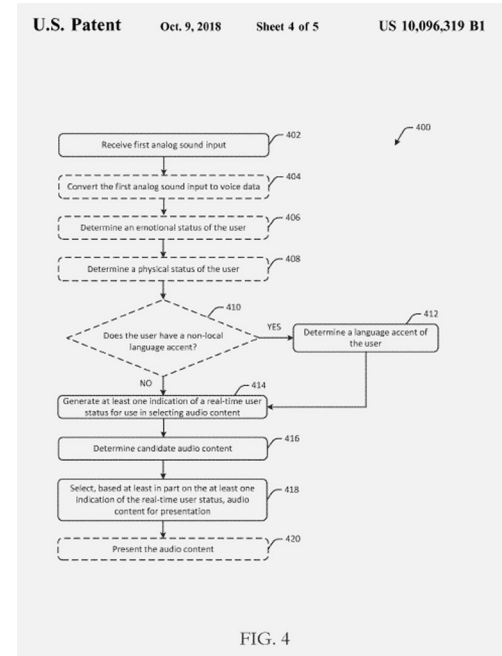 U.S. Patent Oct. 9, 2018 Sheet 4 of 5 US 10,096,319 B1
400
402
Receive first analog sound input
404
Convert the first analog sound input to voice data
406
Determine an emotional status of the user
408
Determine a physical status of the user
410
Does the user have a non-local
language accent?
YES
412
Determine a language accent of
the user
NO
414
Generate at least one indication of a real-time user
status for use in selecting audio content
416
Determine candidate audio content
418
Select, based at least in part on the at least one
indication of the real-time user status, audio
content for presentation
420
Present the audio content
FIG. 4